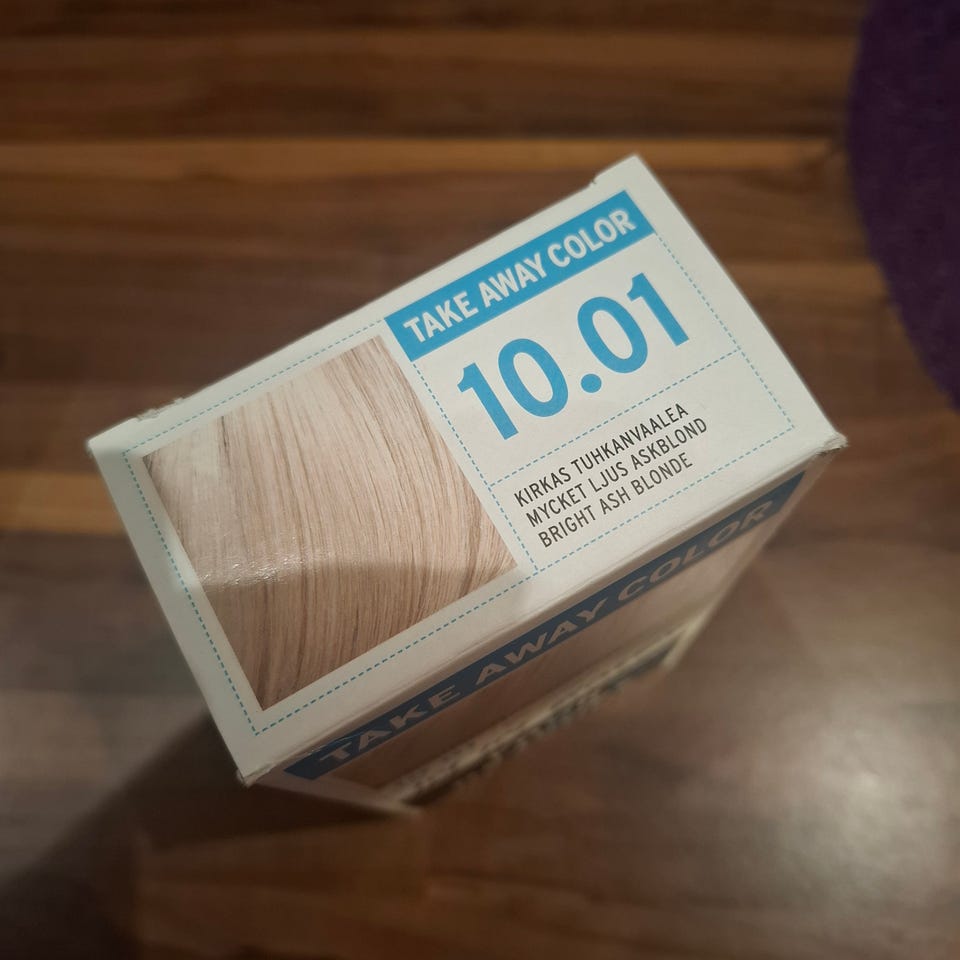 TAKE AWAY COLOR
10.01
KIRKAS TUHKANVAALEA
MYCKET LJUS ASKBLOND
BRIGHT ASH BLONDE
TAKE AWAY COLOR